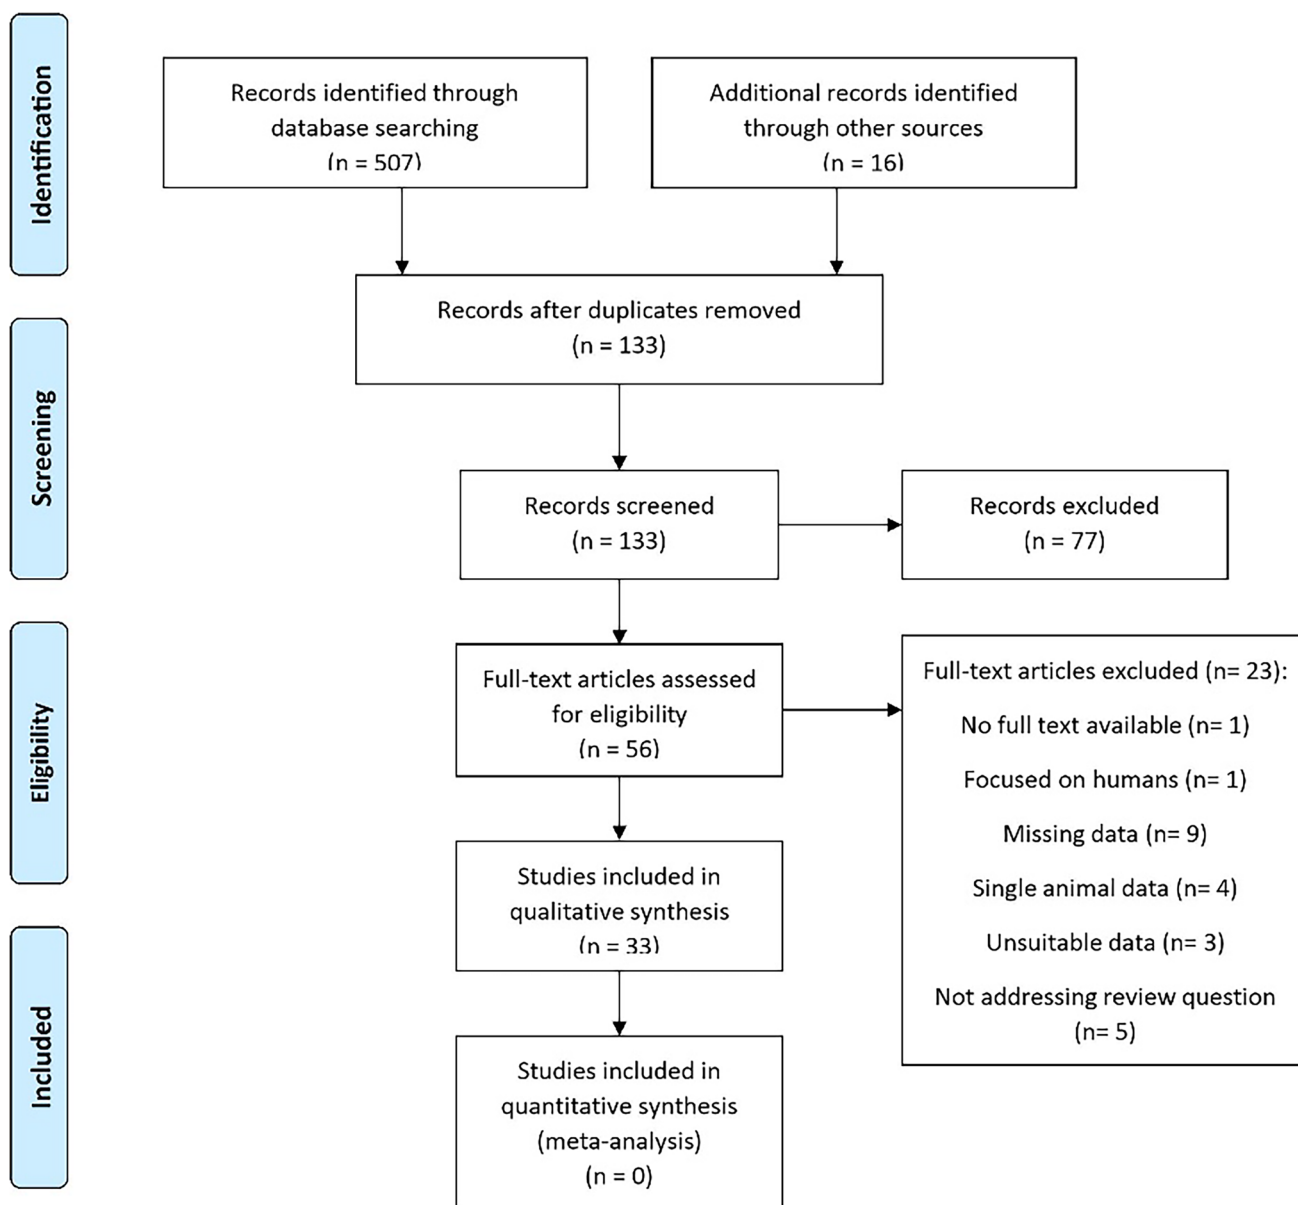 Identification
Records identified through
database searching
(n = 507)
Additional records identified
through other sources
(n = 16)
Records after duplicates removed
(n = 133)
Screening
Records screened
(n = 133)
Records excluded
(n = 77)
Eligibility
Full-text articles assessed
for eligibility
(n = 56)
Full-text articles excluded (n= 23):
No full text available (n= 1)
Focused on humans (n= 1)
Missing data (n= 9)
Single animal data (n= 4)
Unsuitable data (n= 3)
Not addressing review question
(n= 5)
Studies included in
qualitative synthesis
(n = 33)
Included
Studies included in
quantitative synthesis
(meta-analysis)
(n = 0)